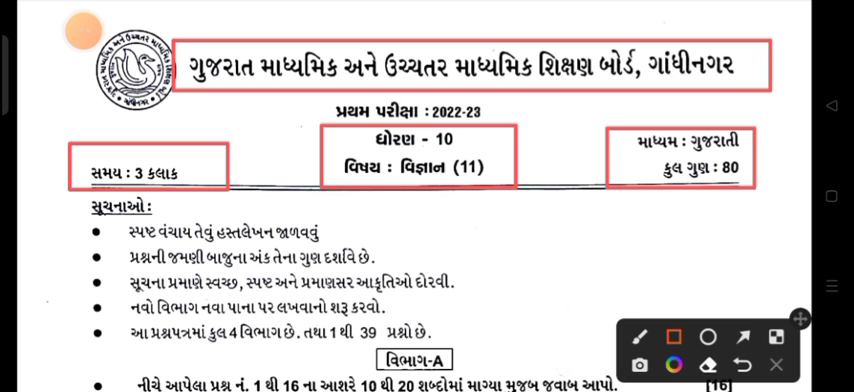 ગુજરાત માધ્યમિક અને ઉચ્ચતર માધ્યમિક શિક્ષણ બોર્ડ, ગાંધીનગર
પ્રથમ પરીક્ષા : 2022-23
ધોરણ - 10
માધ્યમ : ગુજરાતી
સમય : 3 કલાક
વિષય : વિજ્ઞાન (11)
કુલ ગુણ : 80
સૂચનાઓ :
• સ્પષ્ટ વંચાય તેવું હસ્તલેખન જાળવવું
• પ્રશ્નની જમણી બાજુના અંક તેના ગુણ દર્શાવે છે.
• સૂચના પ્રમાણે સ્વચ્છ, સ્પષ્ટ અને પ્રમાણસર આકૃતિઓ દોરવી.
• નવો વિભાગ નવા પાના પર લખવાનો શરૂ કરવો.
• આ પ્રશ્નપત્રમાં કુલ 4 વિભાગ છે. તથા 1 થી 39 પ્રશ્નો છે.
વિભાગ-A
• નીચે આપેલા પ્રશ્ન નં. 1 થી 16 ના આશરે 10 થી 20 શબ્દોમાં માગ્યા મુજબ જવાબ આપો. [16]